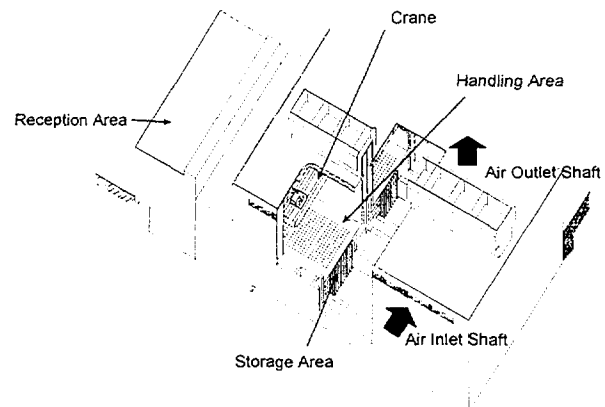 Crane
Handling Area
Reception Area
Air Outlet Shaft
Air Inlet Shaft
Storage Area